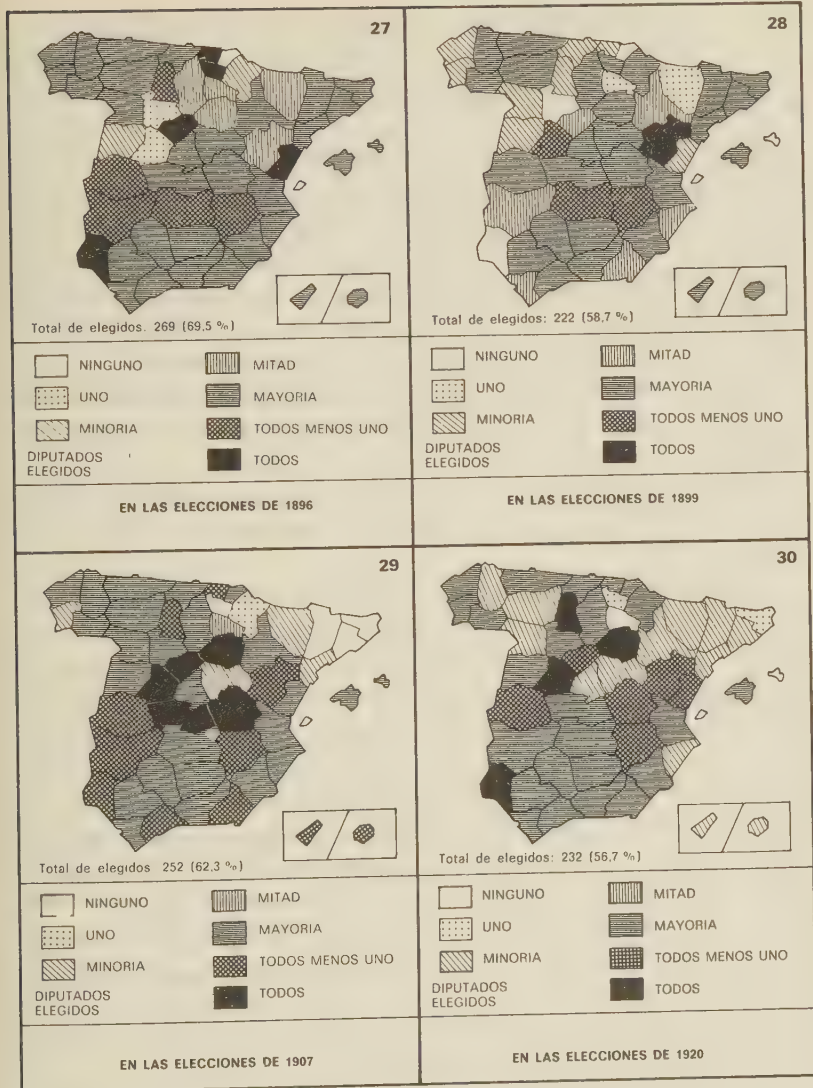 27
Total de elegidos. 269 (69,5 %)
NINGUNO
MITAD
UNO
MAYORIA
MINORIA
TODOS MENOS UNO
DIPUTADOS
ELEGIDOS
TODOS
EN LAS ELECCIONES DE 1896
28
Total de elegidos: 222 (58,7 %)
NINGUNO
MITAD
UNO
MAYORIA
MINORIA
TODOS MENOS UNO
DIPUTADOS
ELEGIDOS
TODOS
EN LAS ELECCIONES DE 1899
29
Total de elegidos 252 (62,3 %)
NINGUNO
MITAD
UNO
MAYORIA
MINORIA
TODOS MENOS UNO
DIPUTADOS
ELEGIDOS
TODOS
EN LAS ELECCIONES DE 1907
30
Total de elegidos: 232 (56,7 %)
NINGUNO
MITAD
UNO
MAYORIA
MINORIA
TODOS MENOS UNO
DIPUTADOS
ELEGIDOS
TODOS
EN LAS ELECCIONES DE 1920